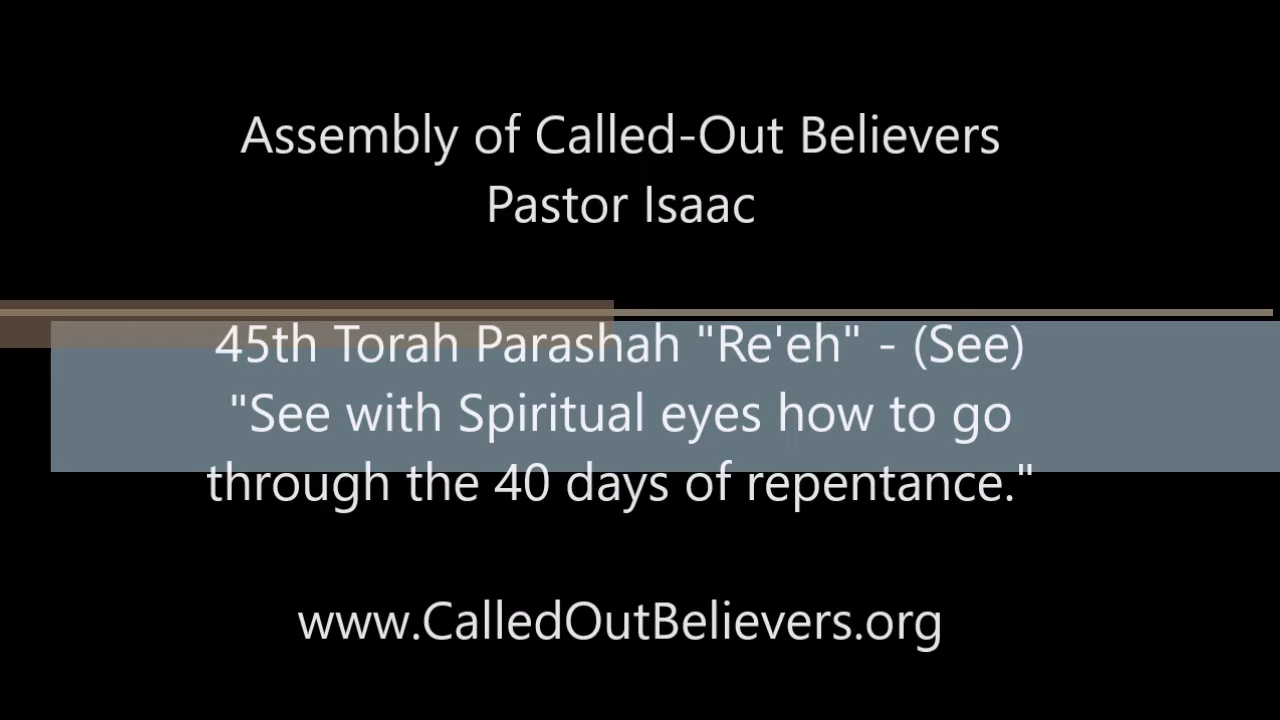 Assembly of Called-Out Believers
Pastor Isaac
45th Torah Parashah "Re'eh" - (See)
"See with Spiritual eyes how to go
through the 40 days of repentance."
www.CalledOutBelievers.org